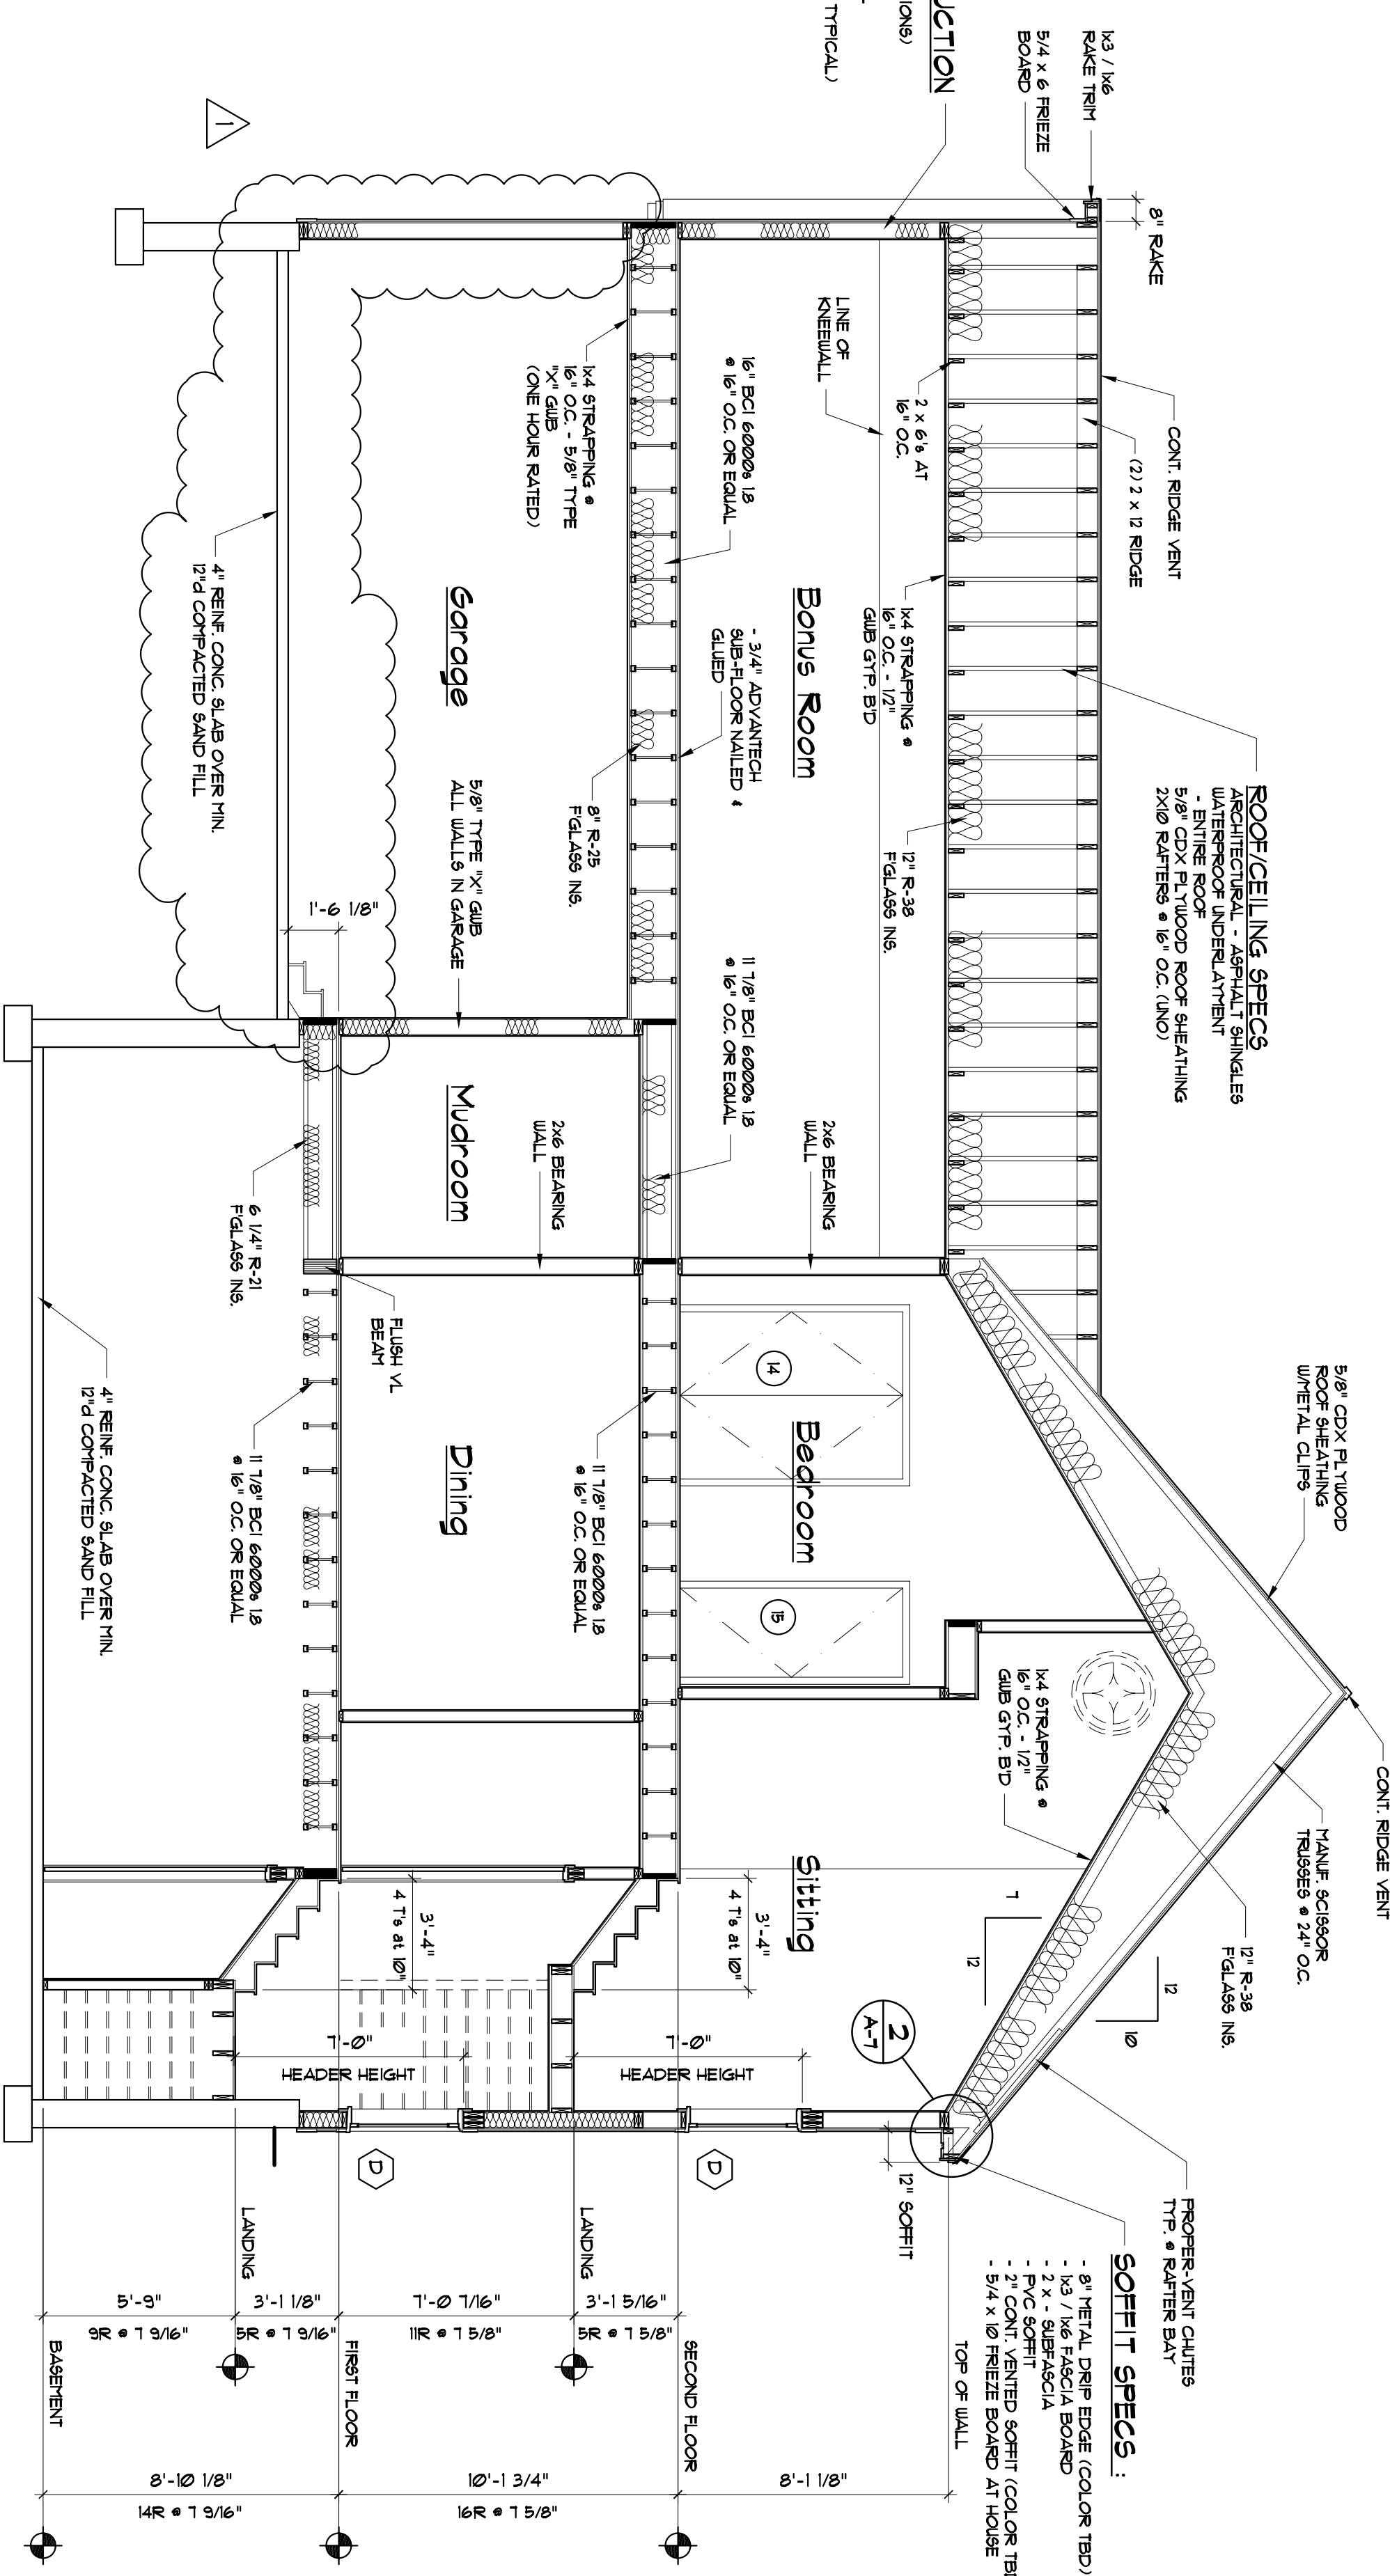 UCTION
IONS)
TYPICAL)
1x3 / 1x6
RAKE TRIM
5/4 x 6 FRIEZE
BOARD
8" RAKE
CONT. RIDGE VENT
(2) 2 x 12 RIDGE
ROOF/CEILING SPECS
ARCHITECTURAL - ASPHALT SHINGLES
WATERPROOF UNDERLAYMENT
- ENTIRE ROOF
5/8" CDX PLYWOOD ROOF SHEATHING
2X10 RAFTERS @ 16" O.C. (UNO)
5/8" CDX PLYWOOD
ROOF SHEATHING
W/METAL CLIPS
CONT. RIDGE VENT
MANUF. SCISSOR
TRUSSES @ 24" O.C.
12" R-38
F'GLASS INS.
12
10
7
12
PROPER-VENT CHUTES
TYP. @ RAFTER BAY
SOFFIT SPECS :
- 8" METAL DRIP EDGE (COLOR TBD)
- 1x3 / 1x6 FASCIA BOARD
- 2 x - SUBFASCIA
- PVC SOFFIT
- 2" CONT. VENTED SOFFIT (COLOR TB
- 5/4 x 10 FRIEZE BOARD AT HOUSE
2
A-7
12" SOFFIT
TOP OF WALL
2 x 6's AT
16" O.C.
LINE OF
KNEEWALL
1x4 STRAPPING @
16" O.C. - 1/2"
GWB GYP. B'D
12" R-38
F'GLASS INS.
1x4 STRAPPING @
16" O.C. - 1/2"
GWB GYP. B'D
Bonus Room
2x6 BEARING
WALL
14
Bedroom
15
Sitting
16" BCI 6000s 1.8
@ 16" O.C. OR EQUAL
- 3/4" ADVANTECH
SUB-FLOOR NAILED &
GLUED
11 7/8" BCI 6000s 1.8
@ 16" O.C. OR EQUAL
3'-4"
4 T's at 10"
7'-0"
HEADER HEIGHT
D
SECOND FLOOR
8'-1 1/8"
1x4 STRAPPING @
16" O.C. - 5/8" TYPE
"X" GWB
(ONE HOUR RATED)
8" R-25
F'GLASS INS.
11 7/8" BCI 6000s 1.8
@ 16" O.C. OR EQUAL
2x6 BEARING
WALL
Garage
5/8" TYPE "X" GWB
ALL WALLS IN GARAGE
Mudroom
Dining
FLUSH VL
BEAM
3'-4"
4 T's at 10"
7'-0"
HEADER HEIGHT
D
LANDING
3'-1 5/16"
5R @ 7 5/8"
7'-0 7/16"
11R @ 7 5/8"
10'-1 3/4"
16R @ 7 5/8"
FIRST FLOOR
1'-6 1/8"
1
4" REINF. CONC. SLAB OVER MIN.
12"d COMPACTED SAND FILL
6 1/4" R-21
F'GLASS INS.
11 7/8" BCI 6000s 1.8
@ 16" O.C. OR EQUAL
4" REINF. CONC. SLAB OVER MIN.
12"d COMPACTED SAND FILL
LANDING
3'-1 1/8"
5R @ 7 9/16"
5'-9"
9R @ 7 9/16"
8'-10 1/8"
14R @ 7 9/16"
BASEMENT